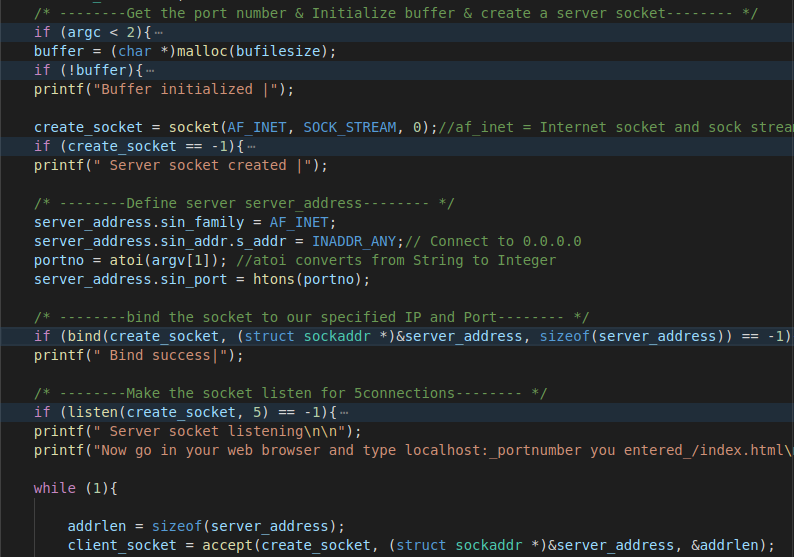 /* --------Get the port number & Initialize buffer & create a server socket-------- */
if (argc < 2){⋯
buffer = (char *)malloc(bufilesize);
if (!buffer){⋯
printf("Buffer initialized |");
create_socket = socket(AF_INET, SOCK_STREAM, 0);//af_inet = Internet socket and sock strea
if (create_socket == -1){⋯
printf(" Server socket created |");
/* --------Define server server_address-------- */
server_address.sin_family = AF_INET;
server_address.sin_addr.s_addr = INADDR_ANY;// Connect to 0.0.0.0
portno = atoi(argv[1]); //atoi converts from String to Integer
server_address.sin_port = htons(portno);
/* --------bind the socket to our specified IP and Port-------- */
if (bind(create_socket, (struct sockaddr *)&server_address, sizeof(server_address)) == -1)
printf(" Bind success|");
/* --------Make the socket listen for 5connections-------- */
if (listen(create_socket, 5) == -1){⋯
printf(" Server socket listening\n\n");
printf("Now go in your web browser and type localhost:_portnumber you entered_/index.html\
while (1){
addrlen = sizeof(server_address);
client_socket = accept(create_socket, (struct sockaddr *)&server_address, &addrlen);